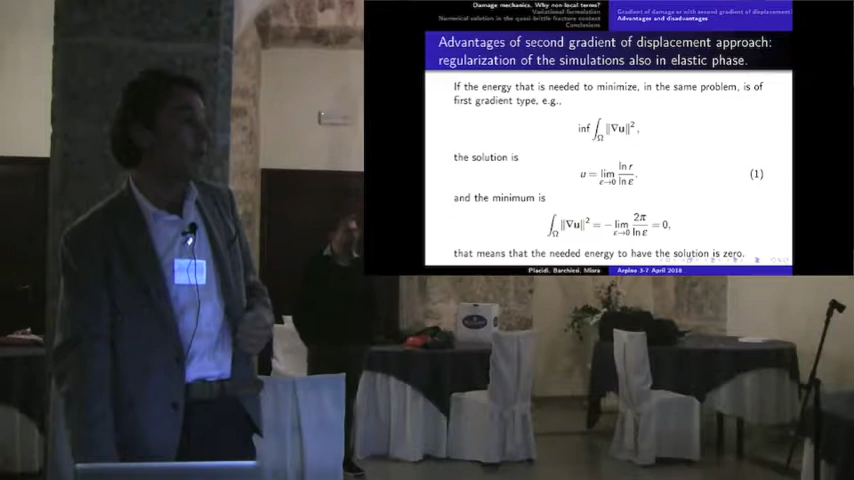 Damage mechanics. Why non-local terms?
Variational formulation
Numerical solution in the quasi-brittle fracture context
Conclusions
Gradient of damage or with second gradient of displacement?
Advantages and disadvantages
Advantages of second gradient of displacement approach:
regularization of the simulations also in elastic phase.
If the energy that is needed to minimize, in the same problem, is of
first gradient type, e.g.,
inf ∫_Ω ‖∇u‖²,
the solution is
u = lim_{ε→0} ln r / ln ε. (1)
and the minimum is
∫_Ω ‖∇u‖² = − lim_{ε→0} 2π / ln ε = 0,
that means that the needed energy to have the solution is zero.
Placidi, Barchiesi, Misra
Arpino 3-7 April 2018